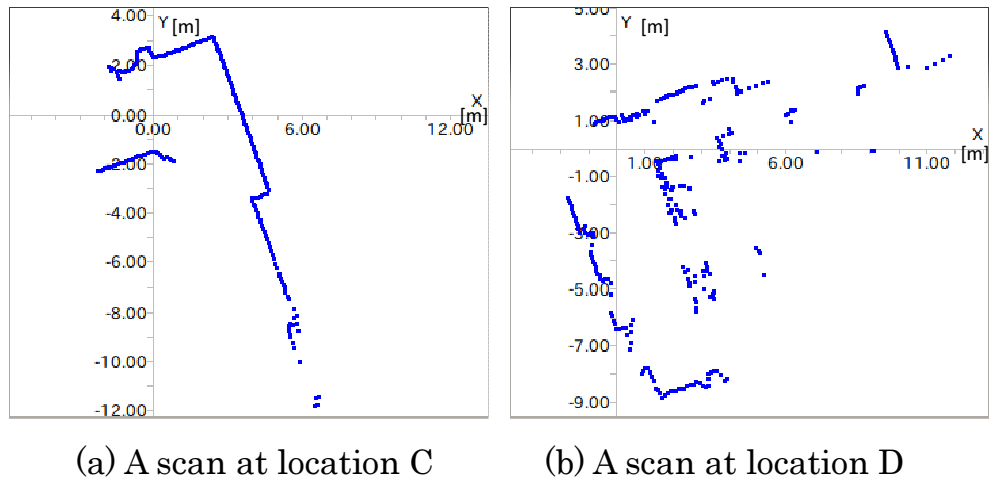 4.00
Y [m]
2.00
0.00
X
[m]
0.00
6.00
12.00
-2.00
-4.00
-6.00
-8.00
-10.00
-12.00
5.00
Y [m]
3.00
1.00
X
[m]
1.00
6.00
11.00
-1.00
-3.00
-5.00
-7.00
-9.00
(a) A scan at location C
(b) A scan at location D